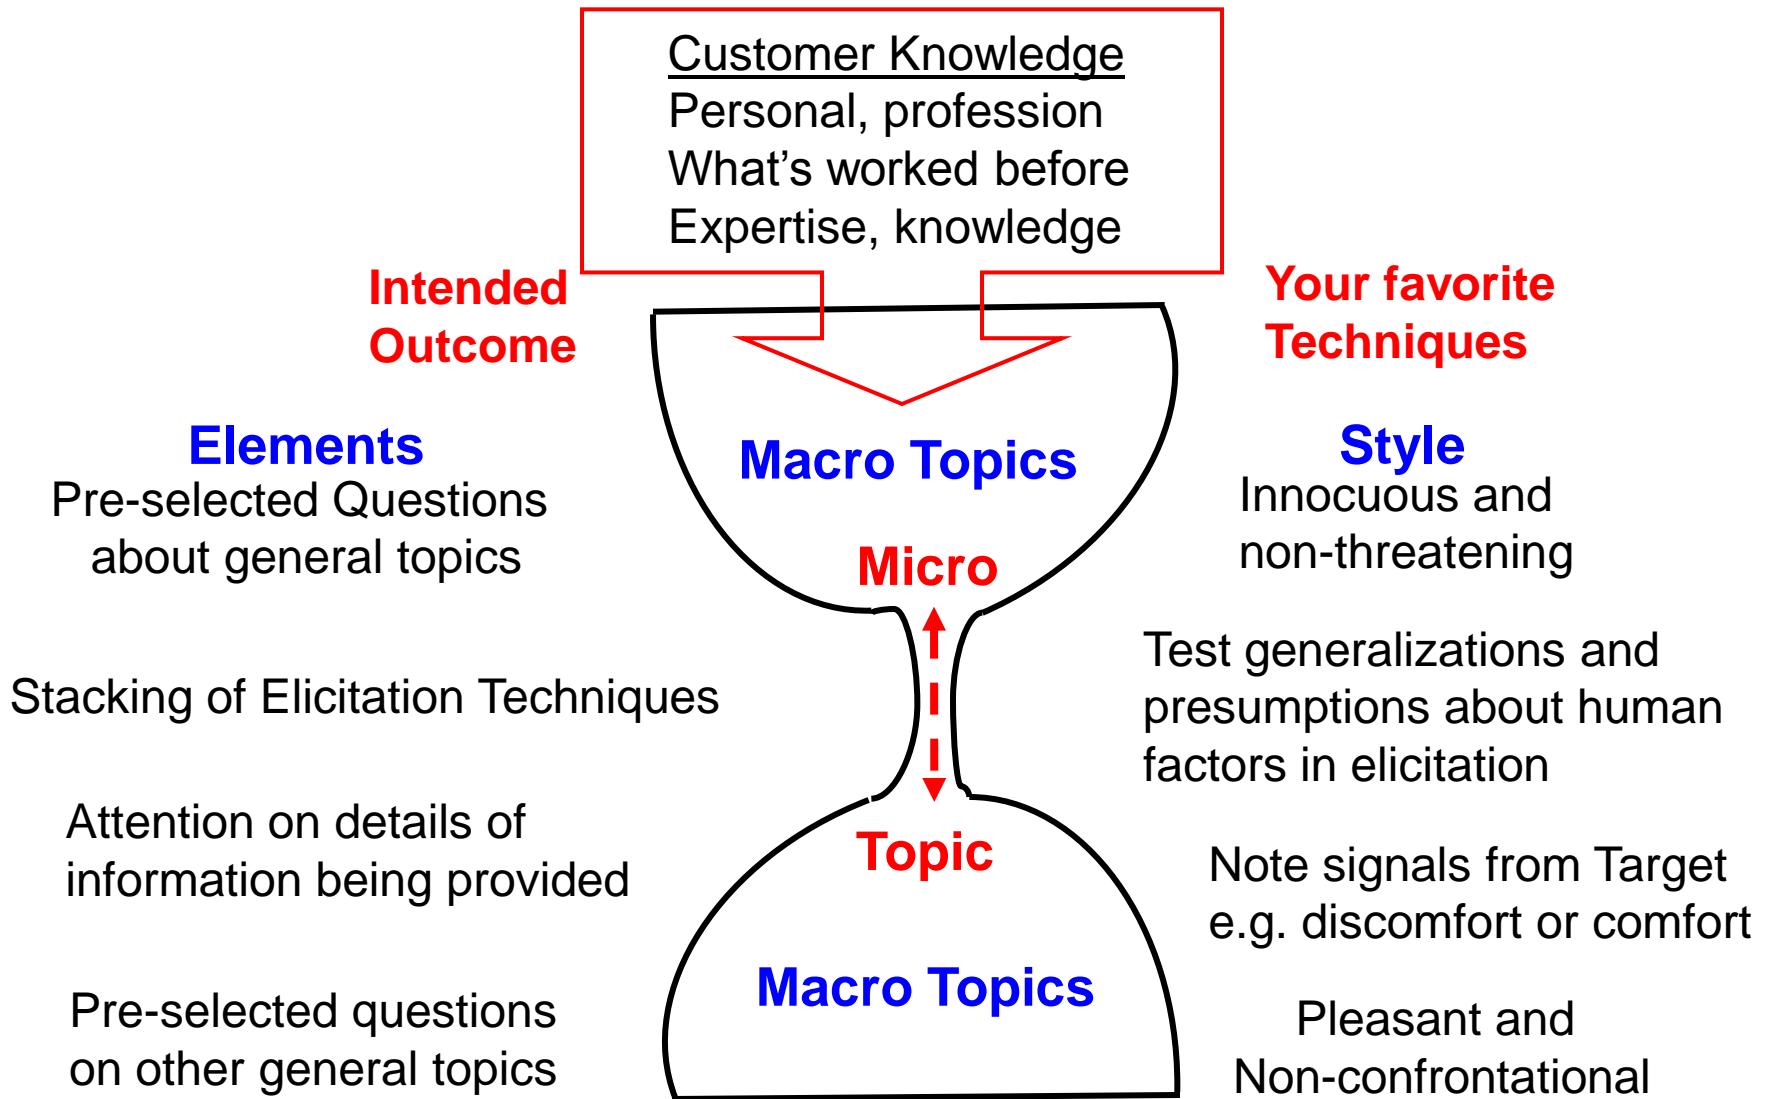 Customer Knowledge
Personal, profession
What's worked before
Expertise, knowledge
Intended
Outcome
Your favorite
Techniques
Elements
Pre-selected Questions
about general topics
Macro Topics
Style
Innocuous and
non-threatening
Micro
Stacking of Elicitation Techniques
Test generalizations and
presumptions about human
factors in elicitation
Attention on details of
information being provided
Topic
Note signals from Target
e.g. discomfort or comfort
Macro Topics
Pre-selected questions
on other general topics
Pleasant and
Non-confrontational